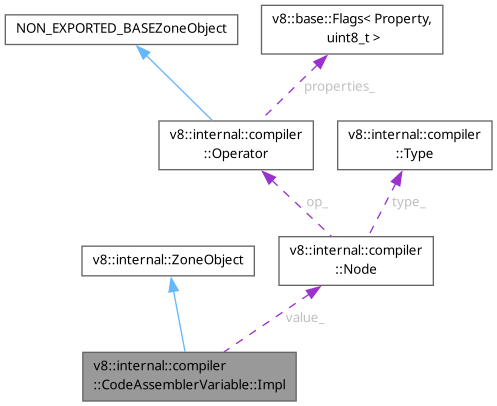 NON_EXPORTED_BASEZoneObject
v8::base::Flags< Property,
uint8_t >
properties_
v8::internal::compiler
::Operator
v8::internal::compiler
::Type
op_
type_
v8::internal::ZoneObject
v8::internal::compiler
::Node
value_
v8::internal::compiler
::CodeAssemblerVariable::Impl